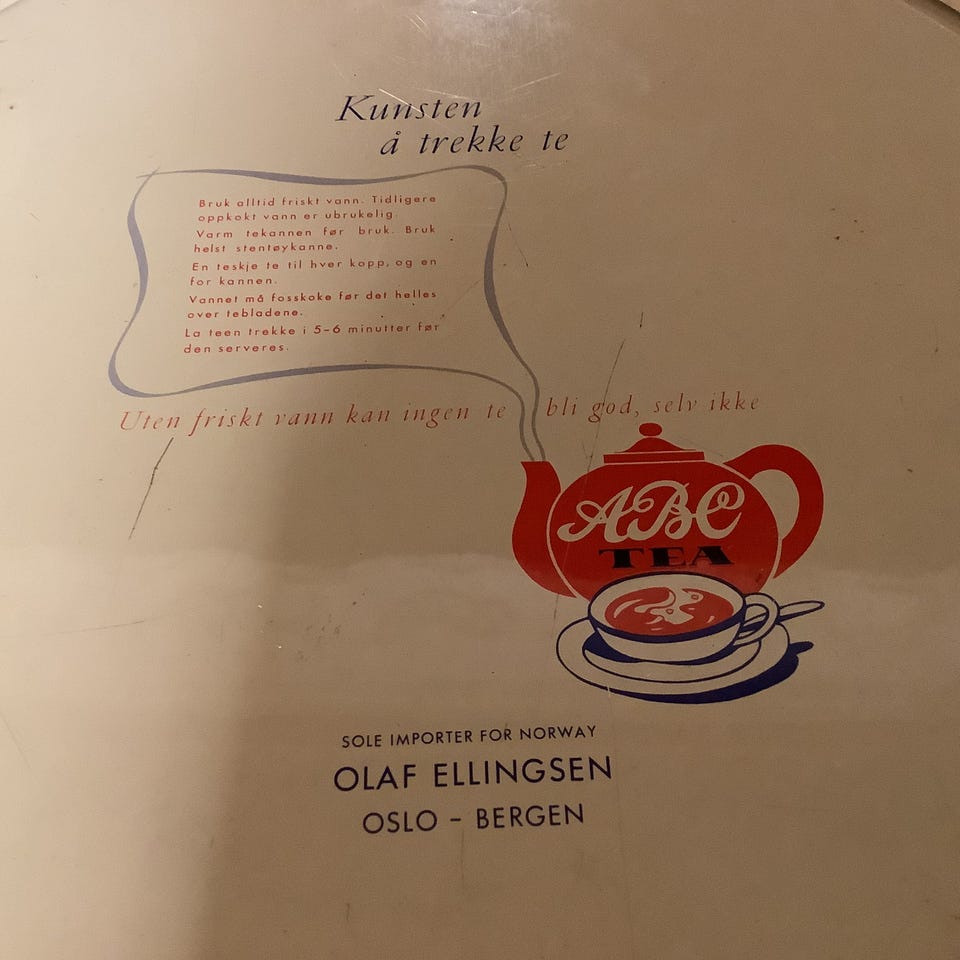 Kunsten
å trekke te
Bruk alltid friskt vann. Tidligere
oppkokt vann er ubrukelig.
Varm tekannen før bruk. Bruk
helst stentøykanne.
En teskje te til hver kopp, og en
for kannen.
Vannet må fosskoke før det helles
over tebladene.
La teen trekke i 5–6 minutter før
den serveres.
Uten friskt vann kan ingen te bli god, selv ikke
ABC
TEA
SOLE IMPORTER FOR NORWAY
OLAF ELLINGSEN
OSLO – BERGEN